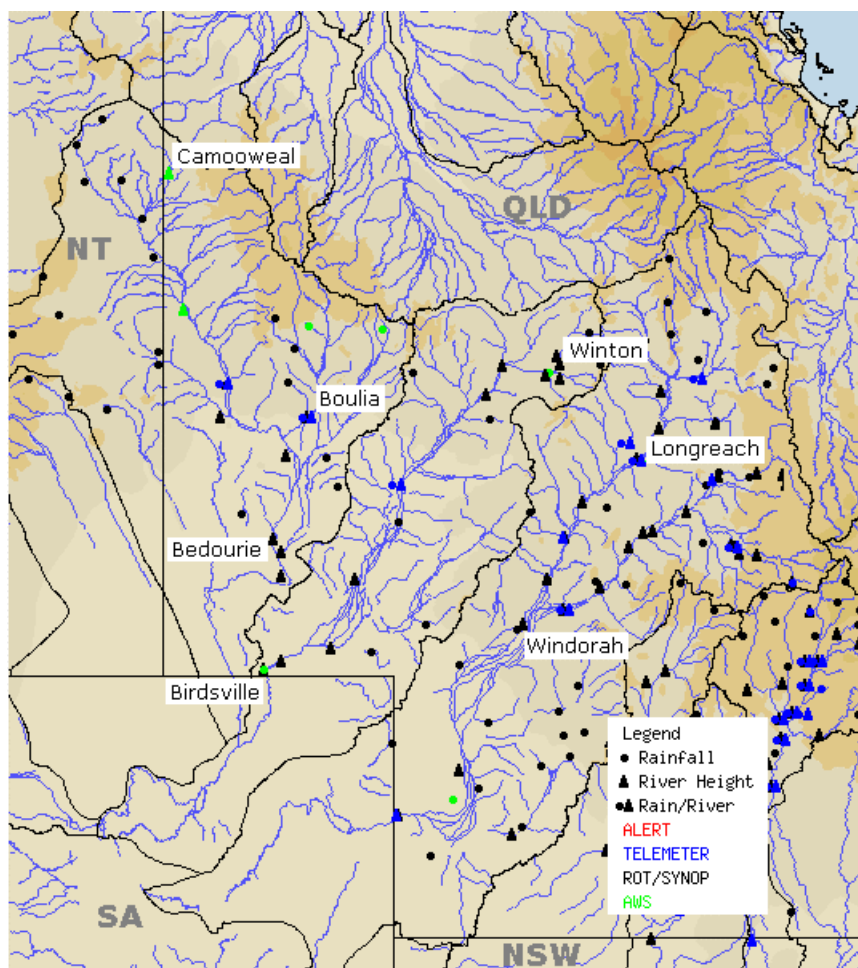 Camooweal
QLD
NT
Winton
Boulia
Longreach
Bedourie
Windorah
Birdsville
Legend
Rainfall
River Height
Rain/River
ALERT
TELEMETER
ROT/SYNOP
AWS
SA
NSW